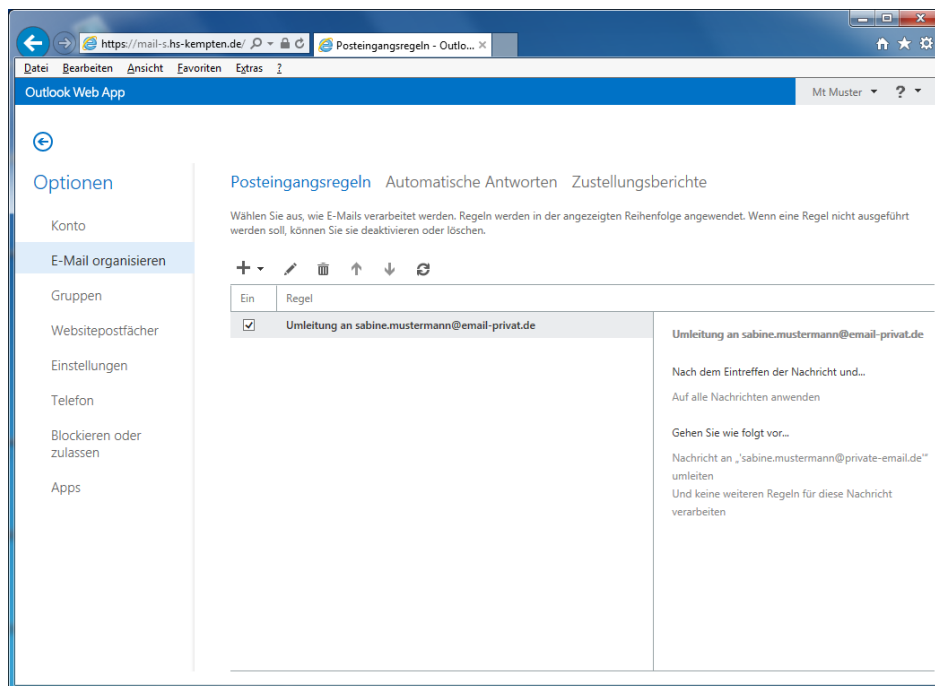 https://mail-s.hs-kempten.de/
Posteingangsregeln - Outlo...
Datei Bearbeiten Ansicht Favoriten Extras ?
Outlook Web App
Mt Muster ?
Optionen
Konto
E-Mail organisieren
Gruppen
Websitepostfächer
Einstellungen
Telefon
Blockieren oder
zulassen
Apps
Posteingangsregeln Automatische Antworten Zustellungsberichte
Wählen Sie aus, wie E-Mails verarbeitet werden. Regeln werden in der angezeigten Reihenfolge angewendet. Wenn eine Regel nicht ausgeführt
werden soll, können Sie sie deaktivieren oder löschen.
Ein Regel
Umleitung an sabine.mustermann@email-privat.de
Umleitung an sabine.mustermann@email-privat.de
Nach dem Eintreffen der Nachricht und...
Auf alle Nachrichten anwenden
Gehen Sie wie folgt vor...
Nachricht an „'sabine.mustermann@private-email.de'"
umleiten
Und keine weiteren Regeln für diese Nachricht
verarbeiten